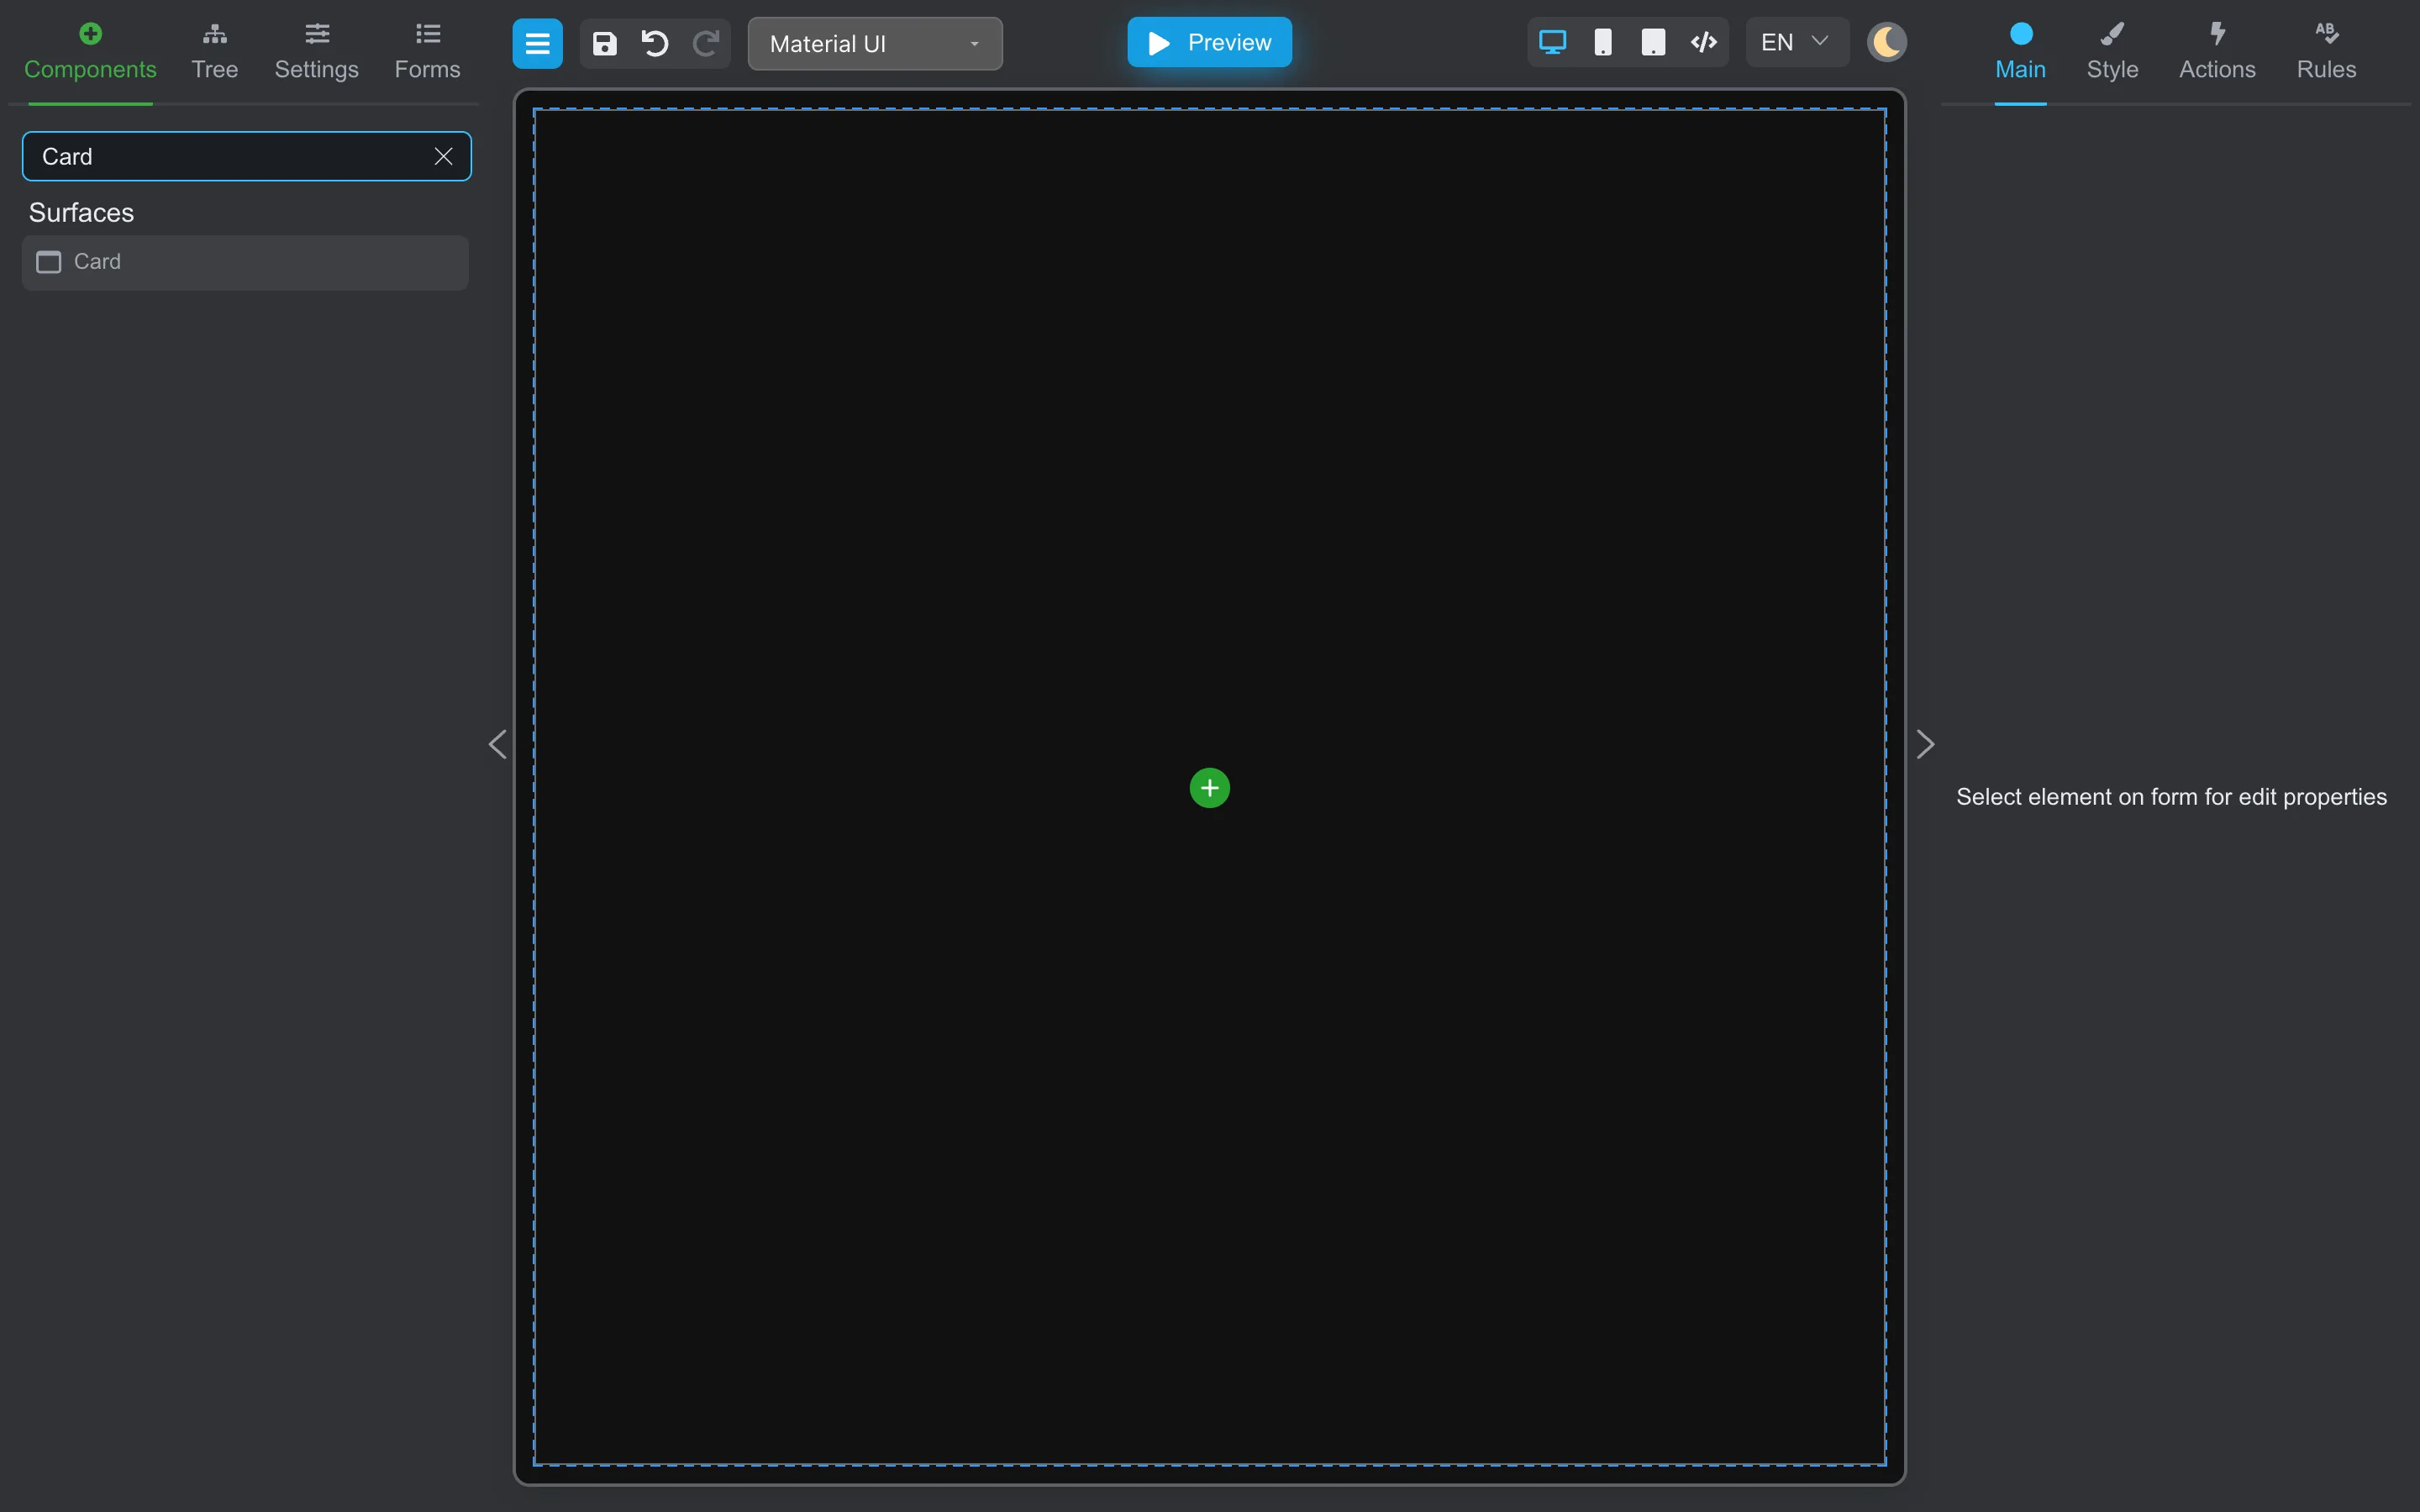 Components Tree Settings Forms Material UI Preview EN Main Style Actions AB Rules
Card
Surfaces
Card
Select element on form for edit properties